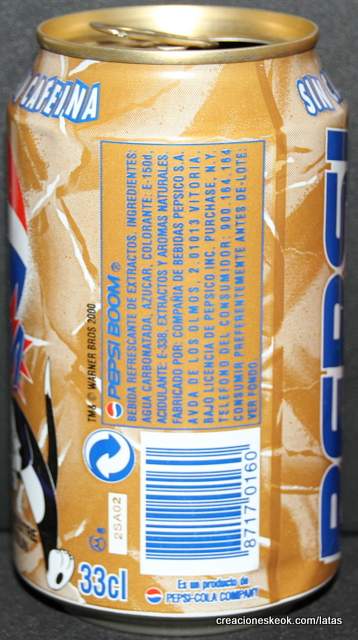 CAFEINA
SIN C
PEPSI BOOM ®
BEBIDA REFRESCANTE DE EXTRACTOS. INGREDIENTES:
AGUA CARBONATADA, AZUCAR, COLORANTE: E-150d,
ACIDULANTE: E-338, EXTRACTOS Y AROMAS NATURALES.
FABRICADO POR: COMPAÑIA DE BEBIDAS PEPSICO S.A.
AVDA DE LOS OLMOS, 2 01013 VITORIA.
BAJO LICENCIA DE PEPSICO INC. PURCHASE, N.Y.
TELEFONO DEL CONSUMIDOR: 900.164.164
CONSUMIR PREFERENTEMENTE ANTES DE-LOTE:
VER FONDO
TM& © WARNER BROS 2000
2SA02
8717 0160
33cl
Es un producto de
PEPSI-COLA COMPANY
PEPSI
creacioneskeok.com/latas